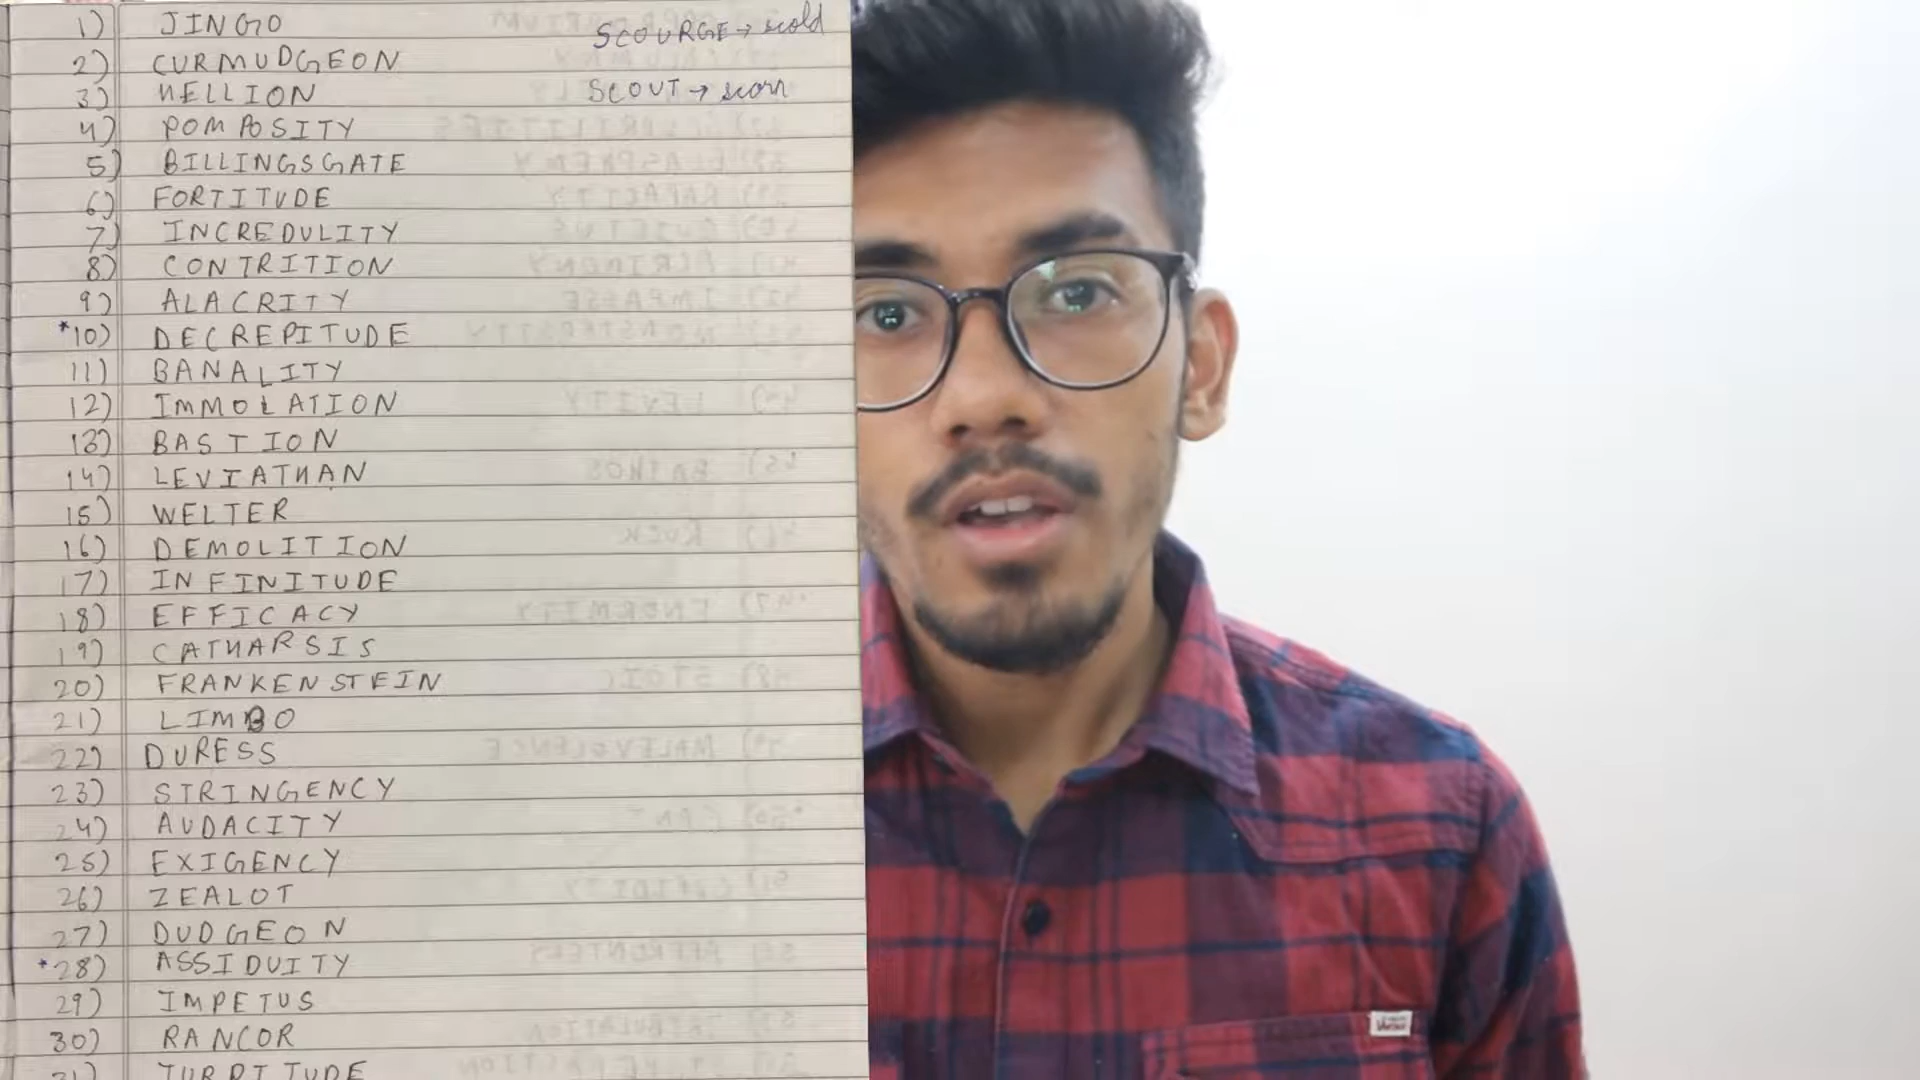 1) JINGO
SCOURGE → scold
2) CURMUDGEON
3) HELLION
SCOUT → scorn
4) POMPOSITY
5) BILLINGSGATE
6) FORTITUDE
7) INCREDULITY
8) CONTRITION
9) ALACRITY
*10) DECREPITUDE
11) BANALITY
12) IMMOLATION
13) BASTION
14) LEVIATHAN
15) WELTER
16) DEMOLITION
17) INFINITUDE
18) EFFICACY
19) CATHARSIS
20) FRANKENSTEIN
21) LIMBO
22) DURESS
23) STRINGENCY
24) AUDACITY
25) EXIGENCY
26) ZEALOT
27) DUDGEON
*28) ASSIDUITY
29) IMPETUS
30) RANCOR
31) TURPITUDE